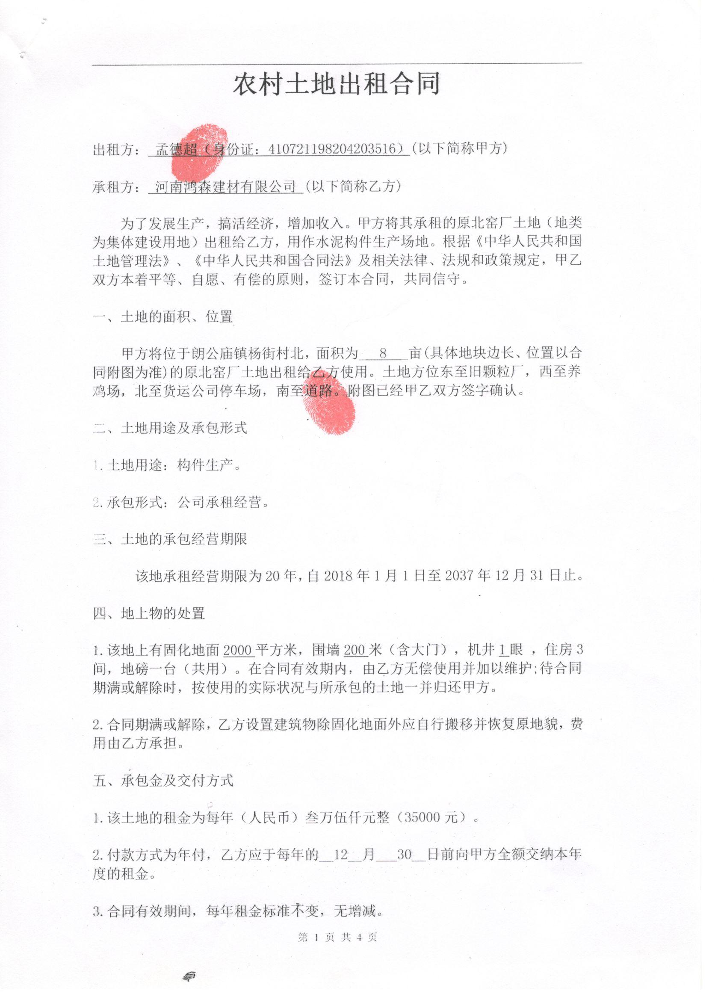 农村土地出租合同
出租方：孟德超（身份证：410721198204203516）(以下简称甲方)
承租方：河南鸿森建材有限公司(以下简称乙方)
为了发展生产，搞活经济，增加收入。甲方将其承租的原北窑厂土地（地类
为集体建设用地）出租给乙方，用作水泥构件生产场地。根据《中华人民共和国
土地管理法》、《中华人民共和国合同法》及相关法律、法规和政策规定，甲乙
双方本着平等、自愿、有偿的原则，签订本合同，共同信守。
一、土地的面积、位置
甲方将位于朗公庙镇杨街村北，面积为 8 亩(具体地块边长、位置以合
同附图为准)的原北窑厂土地出租给乙方使用。土地方位东至旧颗粒厂，西至养
鸡场，北至货运公司停车场，南至道路。附图已经甲乙双方签字确认。
二、土地用途及承包形式
1.土地用途：构件生产。
2.承包形式：公司承租经营。
三、土地的承包经营期限
该地承租经营期限为20年，自2018年1月1日至2037年12月31日止。
四、地上物的处置
1.该地上有固化地面2000平方米，围墙200米（含大门），机井1眼 ，住房3
间，地磅一台（共用）。在合同有效期内，由乙方无偿使用并加以维护;待合同
期满或解除时，按使用的实际状况与所承包的土地一并归还甲方。
2.合同期满或解除，乙方设置建筑物除固化地面外应自行搬移并恢复原地貌，费
用由乙方承担。
五、承包金及交付方式
1.该土地的租金为每年（人民币）叁万伍仟元整（35000元）。
2.付款方式为年付，乙方应于每年的__12__月___30__日前向甲方全额交纳本年
度的租金。
3.合同有效期间，每年租金标准不变，无增减。
第 1 页 共 4 页